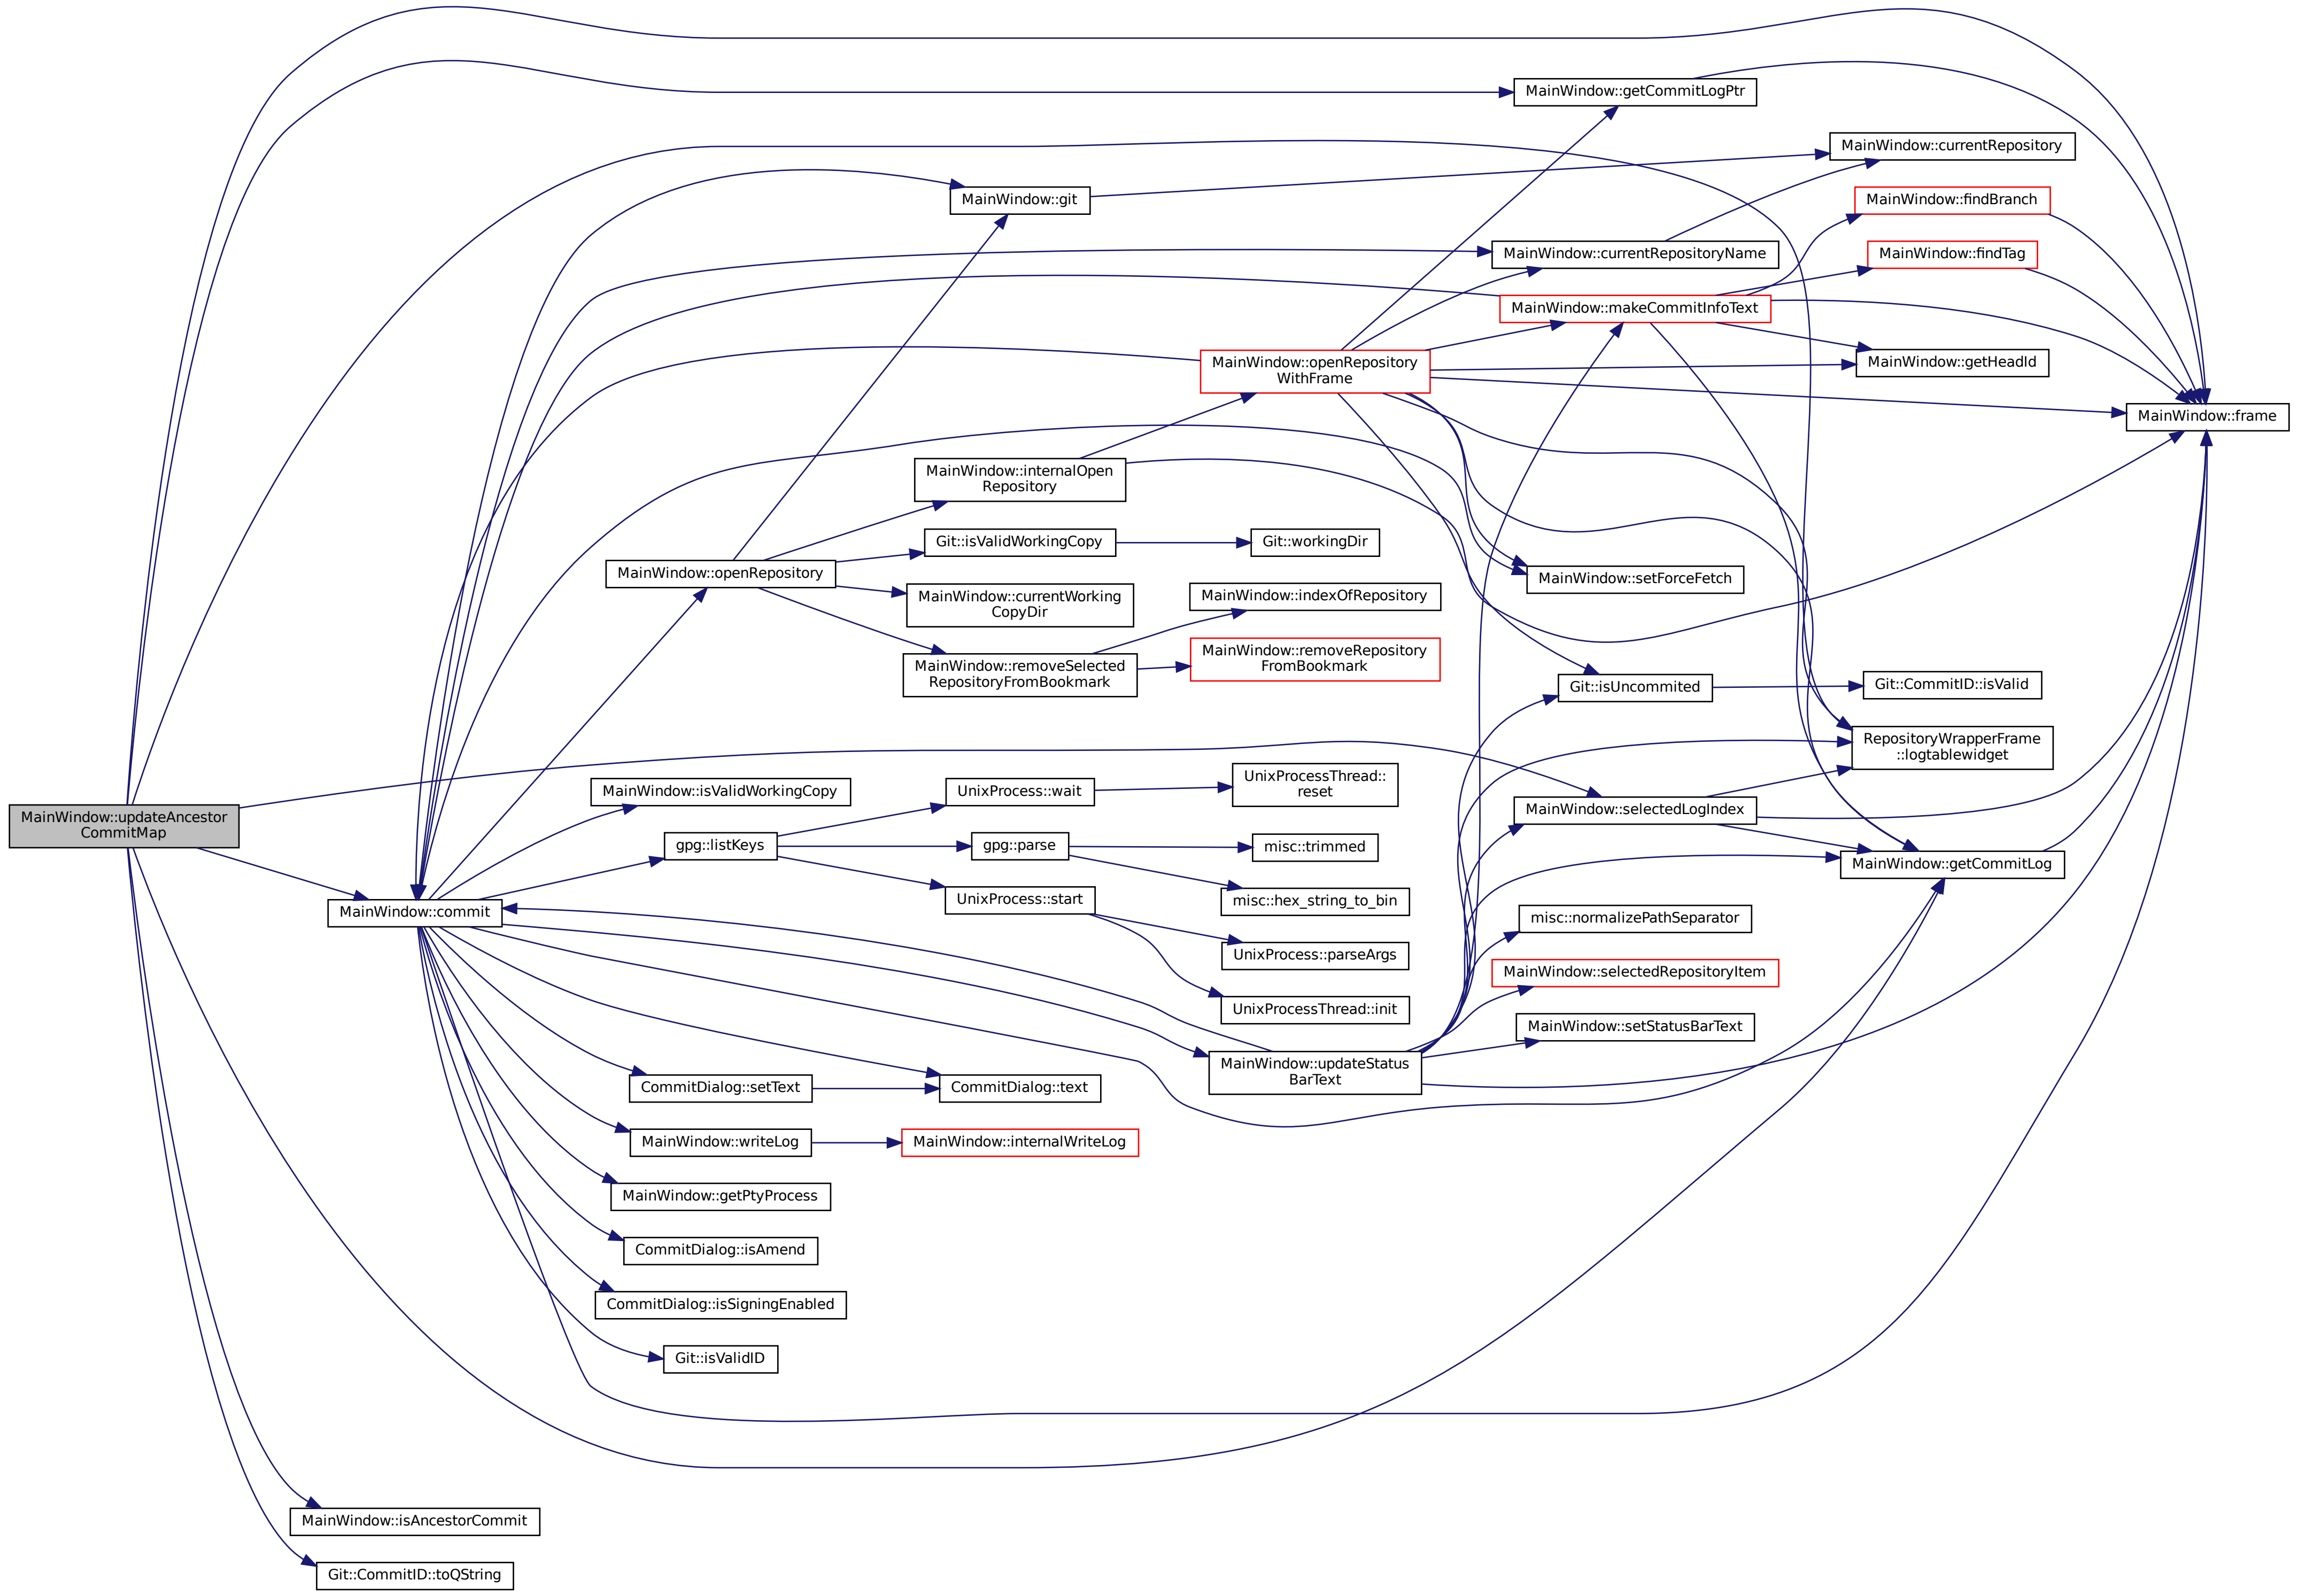 MainWindow::getCommitLogPtr
MainWindow::currentRepository
MainWindow::git
MainWindow::findBranch
MainWindow::currentRepositoryName
MainWindow::findTag
MainWindow::makeCommitInfoText
MainWindow::openRepository
WithFrame
MainWindow::getHeadId
MainWindow::frame
MainWindow::internalOpen
Repository
Git::isValidWorkingCopy
Git::workingDir
MainWindow::openRepository
MainWindow::setForceFetch
MainWindow::currentWorking
CopyDir
MainWindow::indexOfRepository
MainWindow::removeSelected
RepositoryFromBookmark
MainWindow::removeRepository
FromBookmark
Git::isUncommited
Git::CommitID::isValid
RepositoryWrapperFrame
::logtablewidget
MainWindow::isValidWorkingCopy
UnixProcess::wait
UnixProcessThread::
reset
MainWindow::selectedLogIndex
MainWindow::updateAncestor
CommitMap
gpg::listKeys
gpg::parse
misc::trimmed
MainWindow::getCommitLog
MainWindow::commit
UnixProcess::start
misc::hex_string_to_bin
misc::normalizePathSeparator
UnixProcess::parseArgs
MainWindow::selectedRepositoryItem
UnixProcessThread::init
MainWindow::setStatusBarText
MainWindow::updateStatus
BarText
CommitDialog::setText
CommitDialog::text
MainWindow::writeLog
MainWindow::internalWriteLog
MainWindow::getPtyProcess
CommitDialog::isAmend
CommitDialog::isSigningEnabled
Git::isValidID
MainWindow::isAncestorCommit
Git::CommitID::toQString